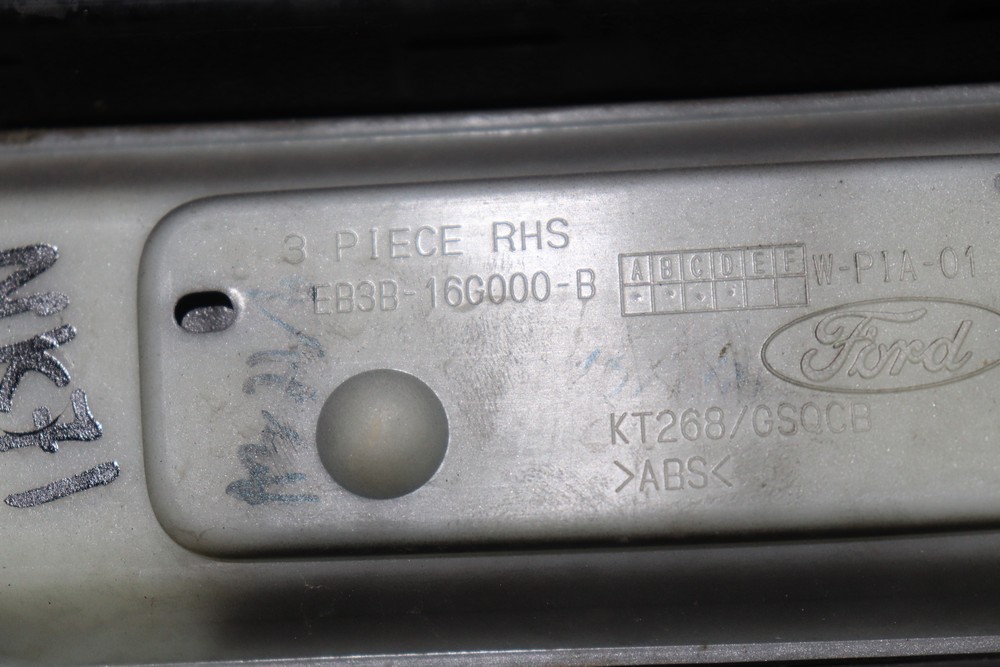 3 PIECE RHS
EB3B-16G000-B
A B C D E F
W-PIA-01
Ford
KT268/GSQCB
>ABS<